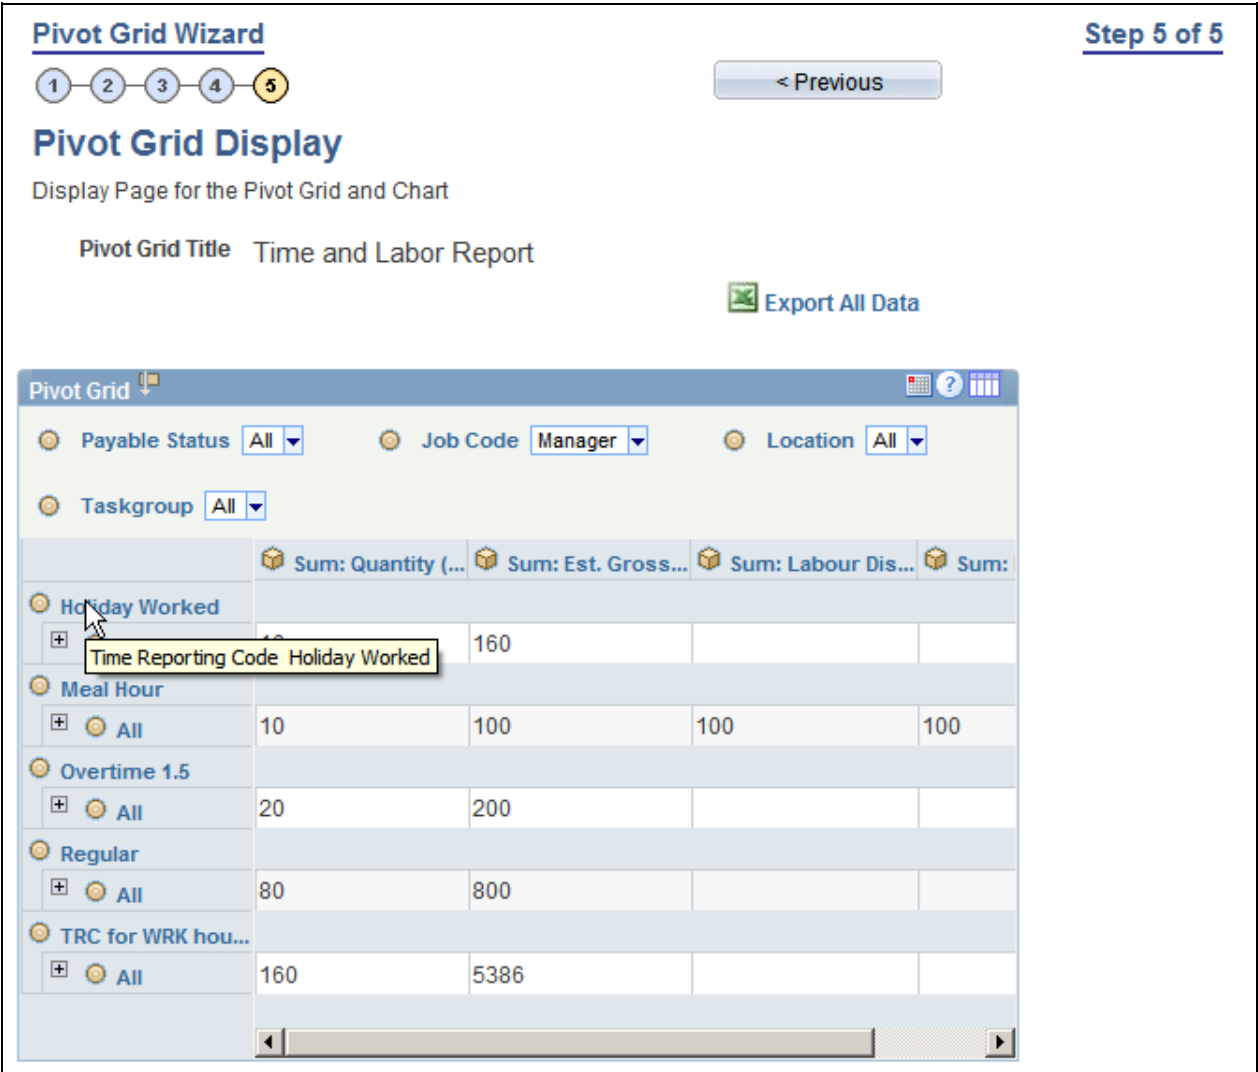 Pivot Grid Wizard Step 5 of 5
1 2 3 4 5 < Previous
Pivot Grid Display
Display Page for the Pivot Grid and Chart
Pivot Grid Title Time and Labor Report
Export All Data
Pivot Grid ?
Payable Status All Job Code Manager Location All
Taskgroup All
Sum: Quantity (... Sum: Est. Gross... Sum: Labour Dis... Sum:
Holiday Worked
160
Time Reporting Code Holiday Worked
Meal Hour
All 10 100 100 100
Overtime 1.5
All 20 200
Regular
All 80 800
TRC for WRK hou...
All 160 5386